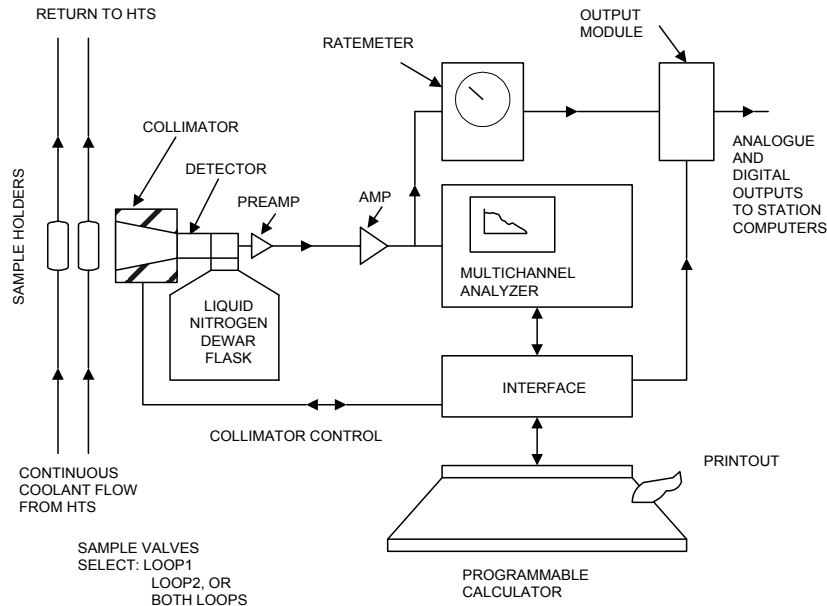 RETURN TO HTS
OUTPUT
MODULE
RATEMETER
COLLIMATOR
DETECTOR
PREAMP
AMP
ANALOGUE
AND
DIGITAL
OUTPUTS
TO STATION
COMPUTERS
SAMPLE HOLDERS
MULTICHANNEL
ANALYZER
LIQUID
NITROGEN
DEWAR
FLASK
INTERFACE
COLLIMATOR CONTROL
PRINTOUT
CONTINUOUS
COOLANT FLOW
FROM HTS
SAMPLE VALVES
SELECT: LOOP1
LOOP2, OR
BOTH LOOPS
PROGRAMMABLE
CALCULATOR